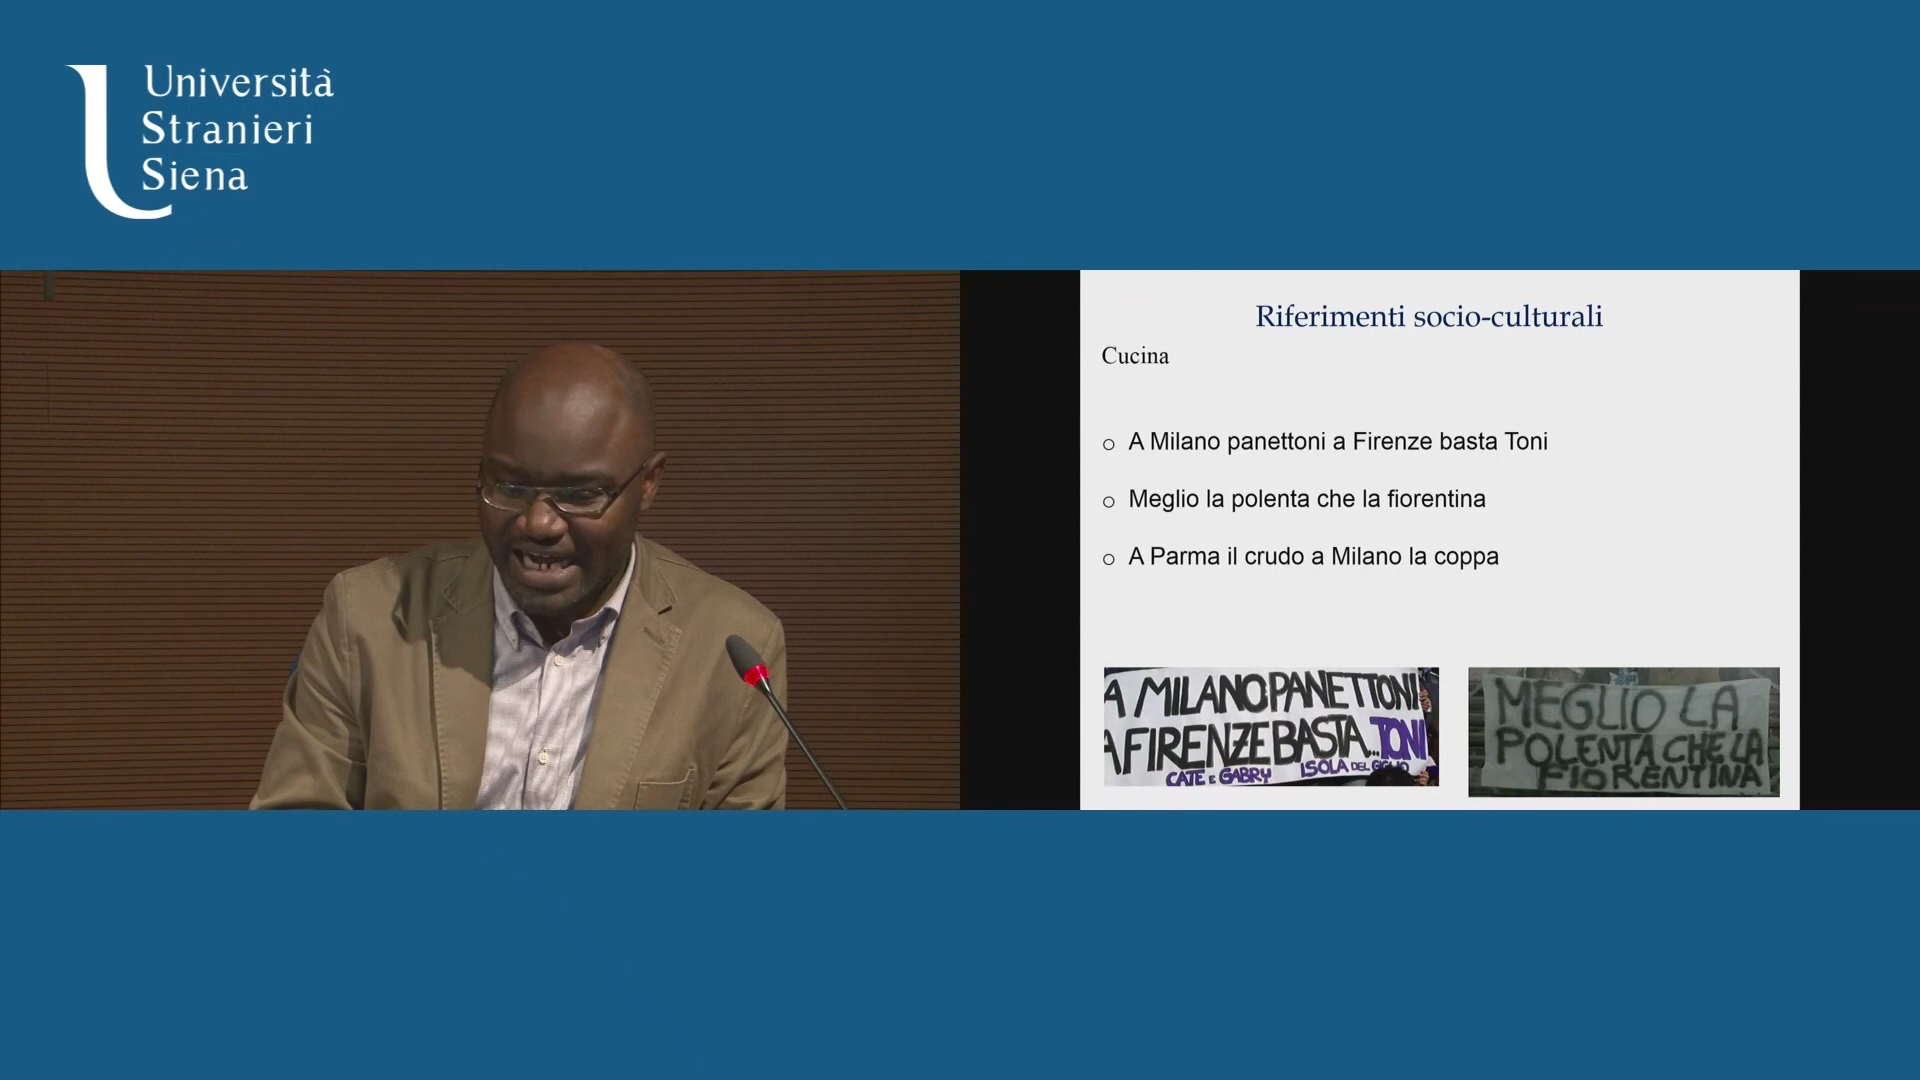 Università
Stranieri
Siena
Riferimenti socio-culturali
Cucina
A Milano panettoni a Firenze basta Toni
Meglio la polenta che la fiorentina
A Parma il crudo a Milano la coppa
A MILANO PANETTONI
A FIRENZE BASTA...TONI
CATE E GABRY ISOLA DEL GIGLIO
MEGLIO LA
POLENTA CHE LA
FIORENTINA